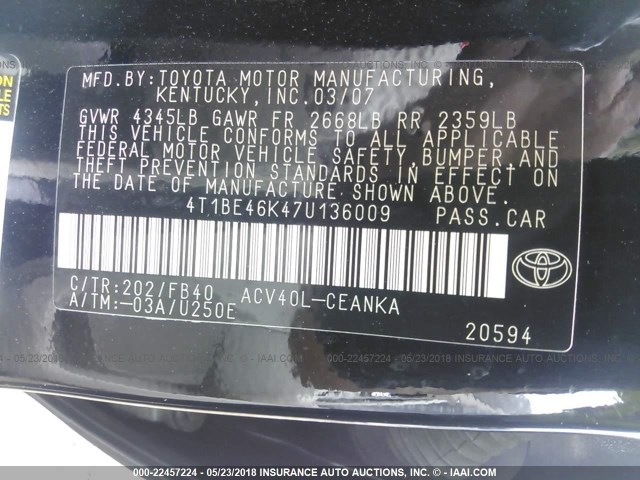 ON
LE
TS
MFD.BY:TOYOTA MOTOR MANUFACTURING,
KENTUCKY,INC.03/07
GVWR 4345LB GAWR FR 2668LB RR 2359LB
THIS VEHICLE CONFORMS TO ALL APPLICABLE
FEDERAL MOTOR VEHICLE SAFETY,BUMPER,AND
THEFT PREVENTION STANDARDS IN EFFECT ON
THE DATE OF MANUFACTURE SHOWN ABOVE.
4T1BE46K47U136009 PASS.CAR
C/TR:202/FB40 ACV40L-CEANKA
A/TM:-03A/U250E
20594
000-22457224 - 05/23/2018 INSURANCE AUTO AUCTIONS, INC. - IAAI.COM